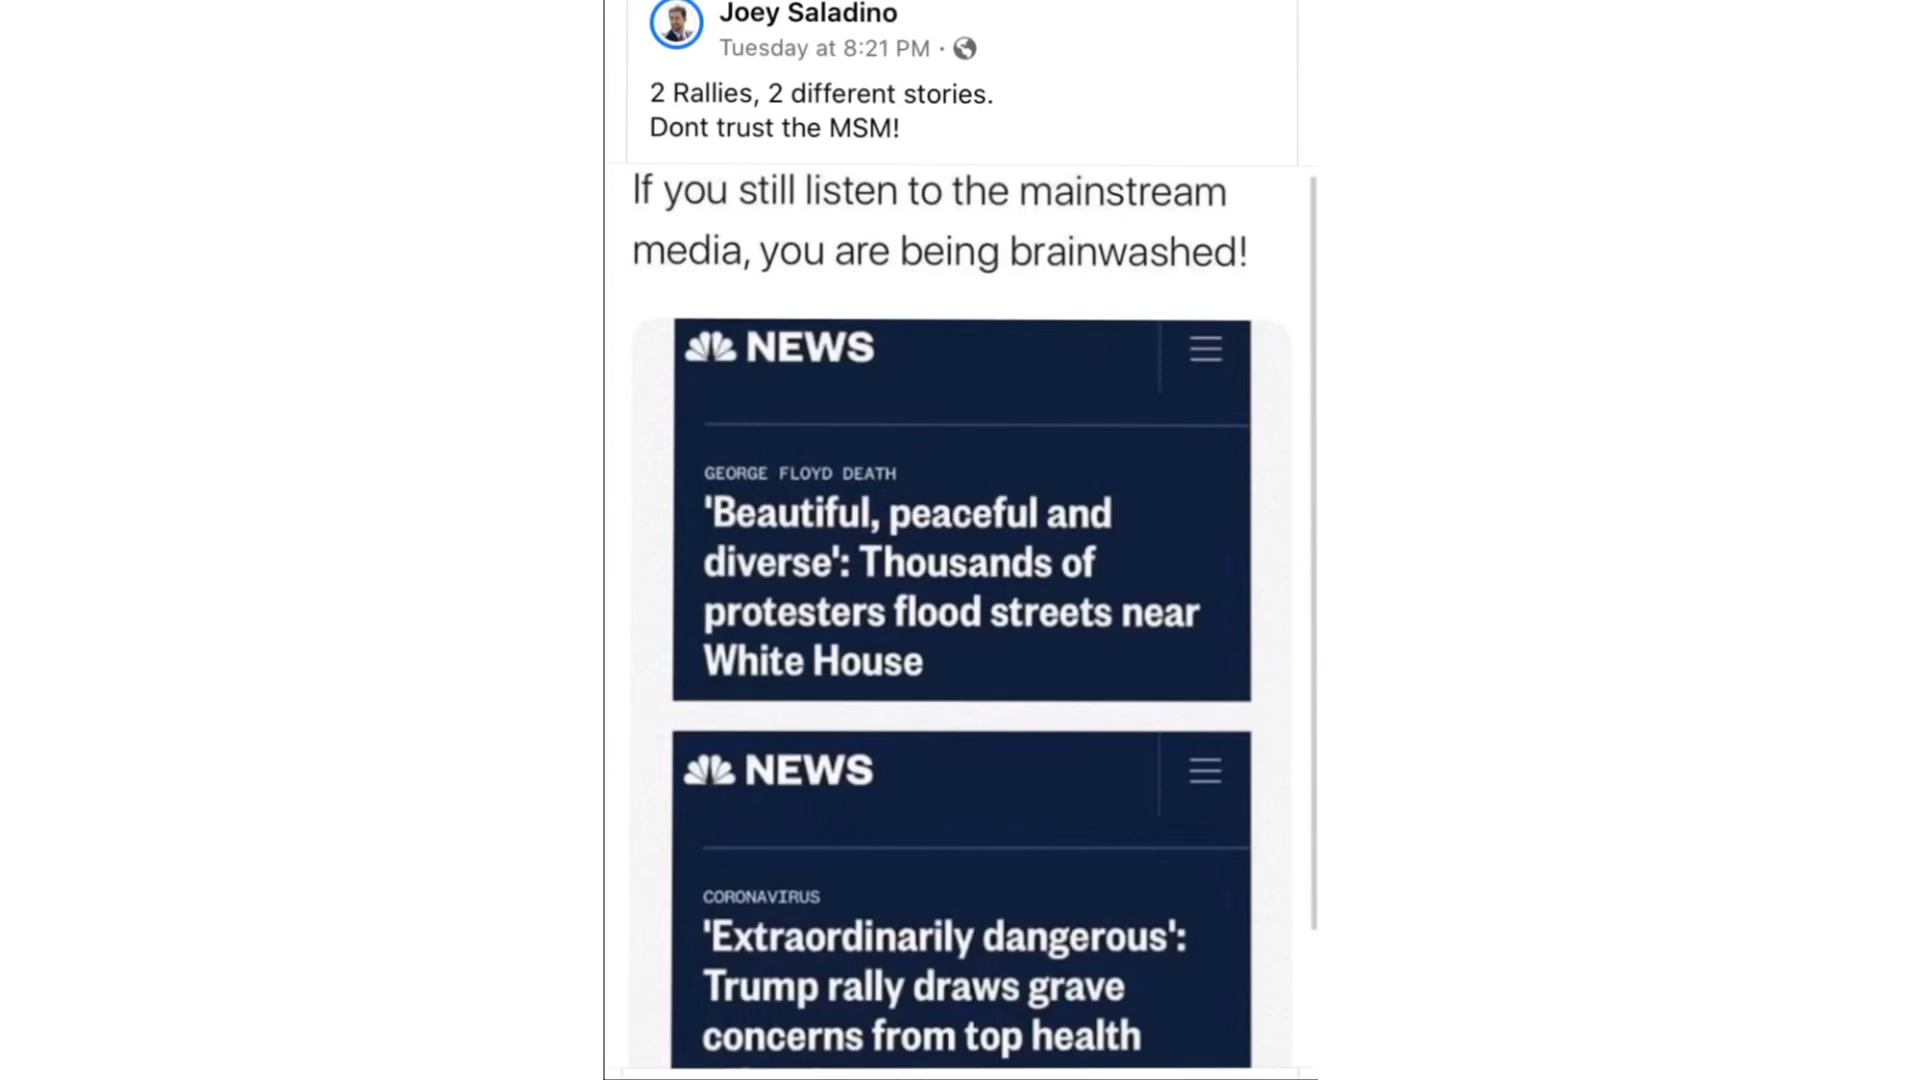 Joey Saladino
Tuesday at 8:21 PM ·
2 Rallies, 2 different stories.
Dont trust the MSM!
If you still listen to the mainstream
media, you are being brainwashed!
NEWS
GEORGE FLOYD DEATH
'Beautiful, peaceful and
diverse': Thousands of
protesters flood streets near
White House
NEWS
CORONAVIRUS
'Extraordinarily dangerous':
Trump rally draws grave
concerns from top health